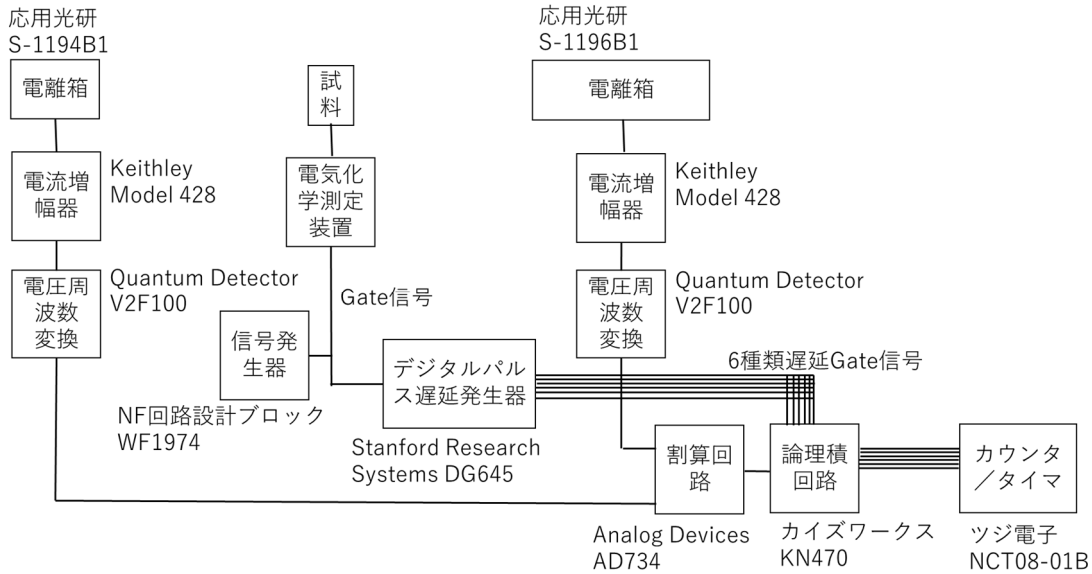 応用光研
S-1194B1
電離箱
Keithley
Model 428
電流増
幅器
Quantum Detector
V2F100
電圧周
波数
変換
試
料
電気化
学測定
装置
Gate信号
信号発
生器
NF回路設計ブロック
WF1974
デジタルパル
ス遅延発生器
Stanford Research
Systems DG645
応用光研
S-1196B1
電離箱
Keithley
Model 428
電流増
幅器
Quantum Detector
V2F100
電圧周
波数
変換
6種類遅延Gate信号
割算回
路
Analog Devices
AD734
論理積
回路
カイズワークス
KN470
カウンタ
／タイマ
ツジ電子
NCT08-01B